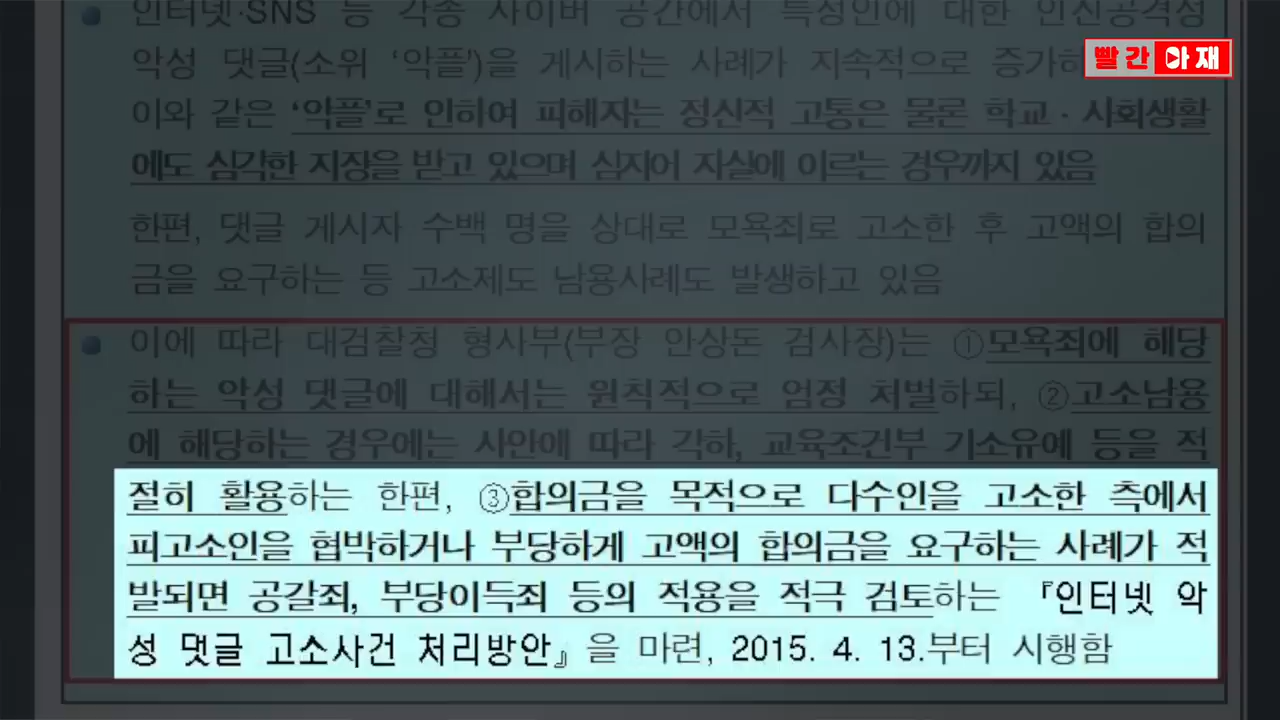 인터넷·SNS 등 각종 사이버 공간에서 특정인에 대한 인신공격성
악성 댓글(소위 ‘악플’)을 게시하는 사례가 지속적으로 증가하
빨간아재
이와 같은 ‘악플’로 인하여 피해자는 정신적 고통은 물론 학교·사회생활
에도 심각한 지장을 받고 있으며 심지어 자살에 이르는 경우까지 있음
한편, 댓글 게시자 수백 명을 상대로 모욕죄로 고소한 후 고액의 합의
금을 요구하는 등 고소제도 남용사례도 발생하고 있음
이에 따라 대검찰청 형사부(부장 안상돈 검사장)는 ①모욕죄에 해당
하는 악성 댓글에 대해서는 원칙적으로 엄정 처벌하되, ②고소남용
에 해당하는 경우에는 사안에 따라 각하, 교육조건부 기소유예 등을 적
절히 활용하는 한편, ③합의금을 목적으로 다수인을 고소한 측에서
피고소인을 협박하거나 부당하게 고액의 합의금을 요구하는 사례가 적
발되면 공갈죄, 부당이득죄 등의 적용을 적극 검토하는 『인터넷 악
성 댓글 고소사건 처리방안』을 마련, 2015. 4. 13.부터 시행함